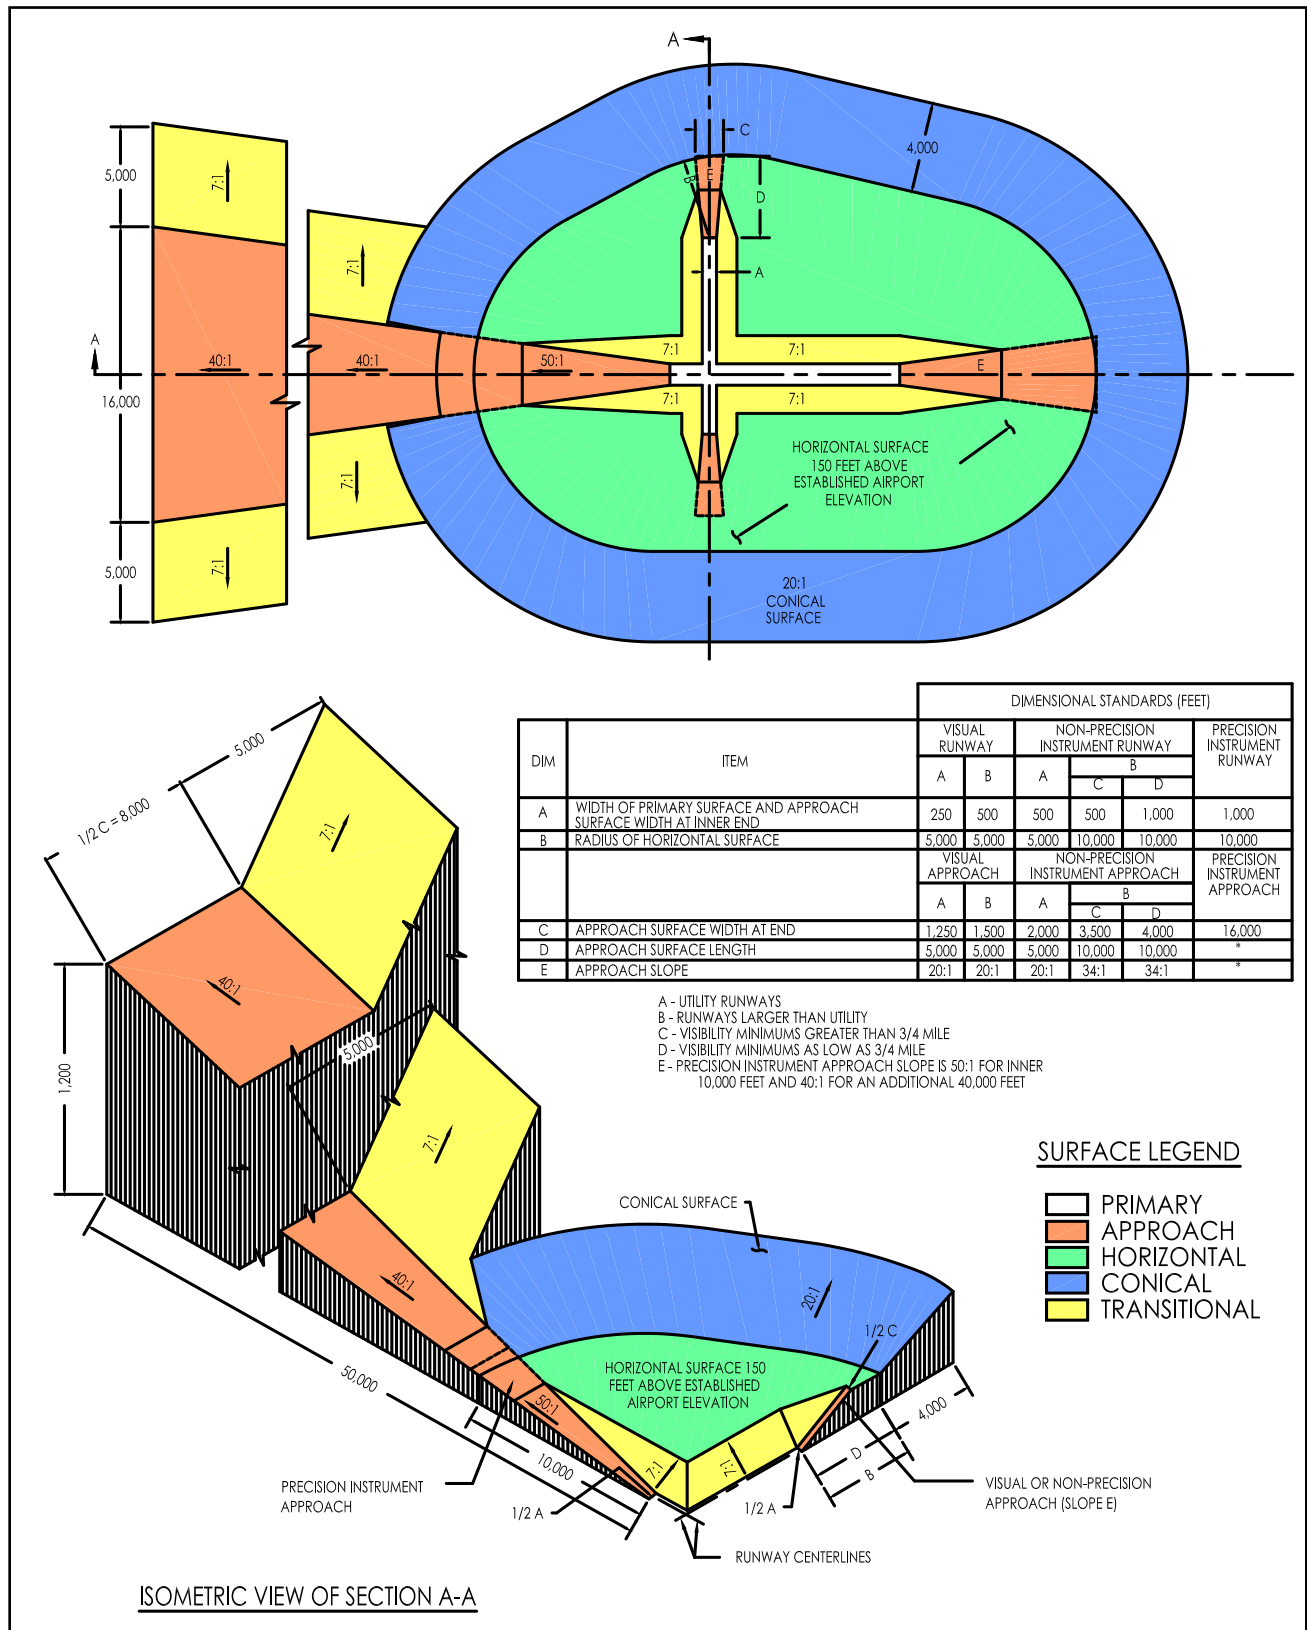 A
C
4,000
B
E
D
5,000
7:1
7:1
A
A
40:1
40:1
50:1
7:1
7:1
E
16,000
7:1
7:1
HORIZONTAL SURFACE
150 FEET ABOVE
ESTABLISHED AIRPORT
ELEVATION
7:1
7:1
5,000
20:1
CONICAL
SURFACE
DIMENSIONAL STANDARDS (FEET)
DIM
ITEM
VISUAL
RUNWAY
NON-PRECISION
INSTRUMENT RUNWAY
PRECISION
INSTRUMENT
RUNWAY
A B A B
C D
A WIDTH OF PRIMARY SURFACE AND APPROACH
SURFACE WIDTH AT INNER END
250 500 500 500 1,000 1,000
B RADIUS OF HORIZONTAL SURFACE 5,000 5,000 5,000 10,000 10,000 10,000
VISUAL
APPROACH
NON-PRECISION
INSTRUMENT APPROACH
PRECISION
INSTRUMENT
APPROACH
A B A B
C D
C APPROACH SURFACE WIDTH AT END 1,250 1,500 2,000 3,500 4,000 16,000
D APPROACH SURFACE LENGTH 5,000 5,000 5,000 10,000 10,000 *
E APPROACH SLOPE 20:1 20:1 20:1 34:1 34:1 *
A - UTILITY RUNWAYS
B - RUNWAYS LARGER THAN UTILITY
C - VISIBILITY MINIMUMS GREATER THAN 3/4 MILE
D - VISIBILITY MINIMUMS AS LOW AS 3/4 MILE
E - PRECISION INSTRUMENT APPROACH SLOPE IS 50:1 FOR INNER
10,000 FEET AND 40:1 FOR AN ADDITIONAL 40,000 FEET
5,000
1/2 C = 8,000
7:1
40:1
1,200
5,000
7:1
40:1
50,000
CONICAL SURFACE
20:1
1/2 C
HORIZONTAL SURFACE 150
FEET ABOVE ESTABLISHED
AIRPORT ELEVATION
50:1
4,000
10,000
7:1
7:1
D
B
PRECISION INSTRUMENT
APPROACH
1/2 A
1/2 A
VISUAL OR NON-PRECISION
APPROACH (SLOPE E)
RUNWAY CENTERLINES
SURFACE LEGEND
PRIMARY
APPROACH
HORIZONTAL
CONICAL
TRANSITIONAL
ISOMETRIC VIEW OF SECTION A-A